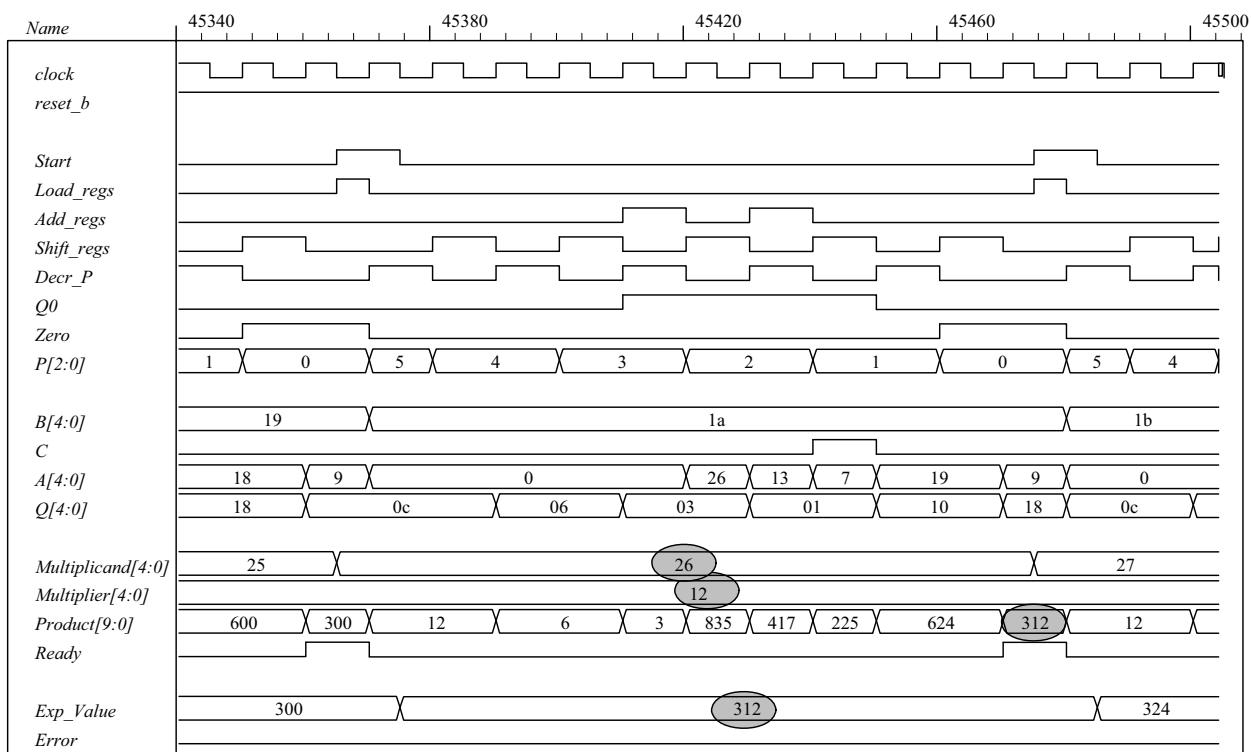 Name 45340 45380 45420 45460 45500
clock
reset_b
Start
Load_regs
Add_regs
Shift_regs
Decr_P
Q0
Zero
P[2:0] 1 0 5 4 3 2 1 0 5 4
B[4:0] 19 1a 1b
C
A[4:0] 18 9 0 26 13 7 19 9 0
Q[4:0] 18 0c 06 03 01 10 18 0c
Multiplicand[4:0] 25 26 27
Multiplier[4:0] 12
Product[9:0] 600 300 12 6 3 835 417 225 624 312 12
Ready
Exp_Value 300 312 324
Error